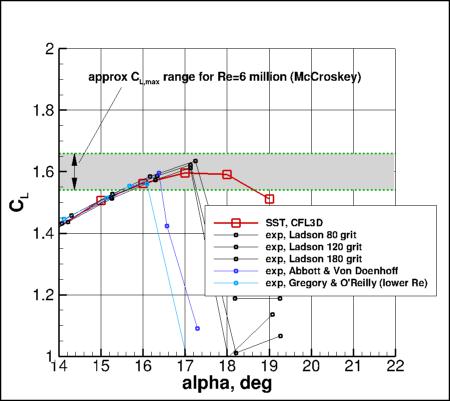 2
approx C_L,max range for Re=6 million (McCroskey)
1.8
1.6
C_L
1.4
SST, CFL3D
exp, Ladson 80 grit
exp, Ladson 120 grit
exp, Ladson 180 grit
exp, Abbott & Von Doenhoff
exp, Gregory & O'Reilly (lower Re)
1.2
1
14 15 16 17 18 19 20 21 22
alpha, deg